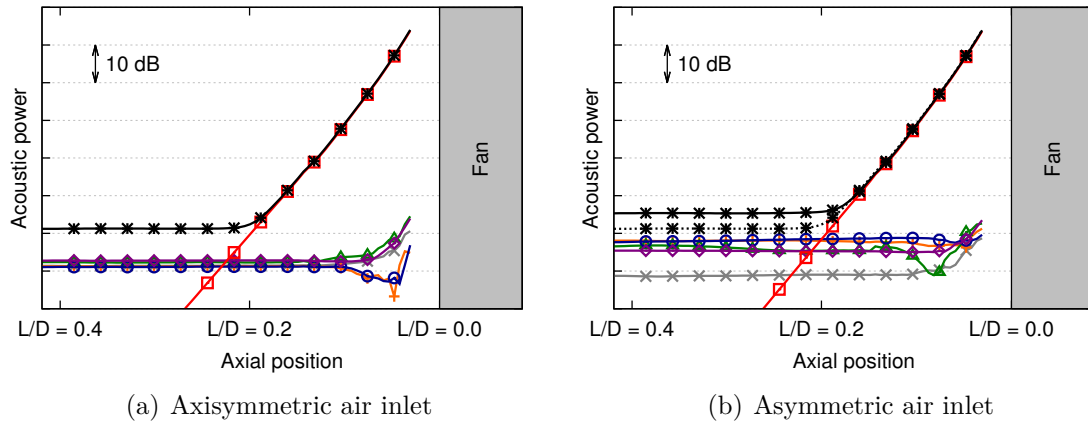 10 dB
Acoustic power
Fan
L/D = 0.4
L/D = 0.2
L/D = 0.0
Axial position
(a) Axisymmetric air inlet
10 dB
Acoustic power
Fan
L/D = 0.4
L/D = 0.2
L/D = 0.0
Axial position
(b) Asymmetric air inlet